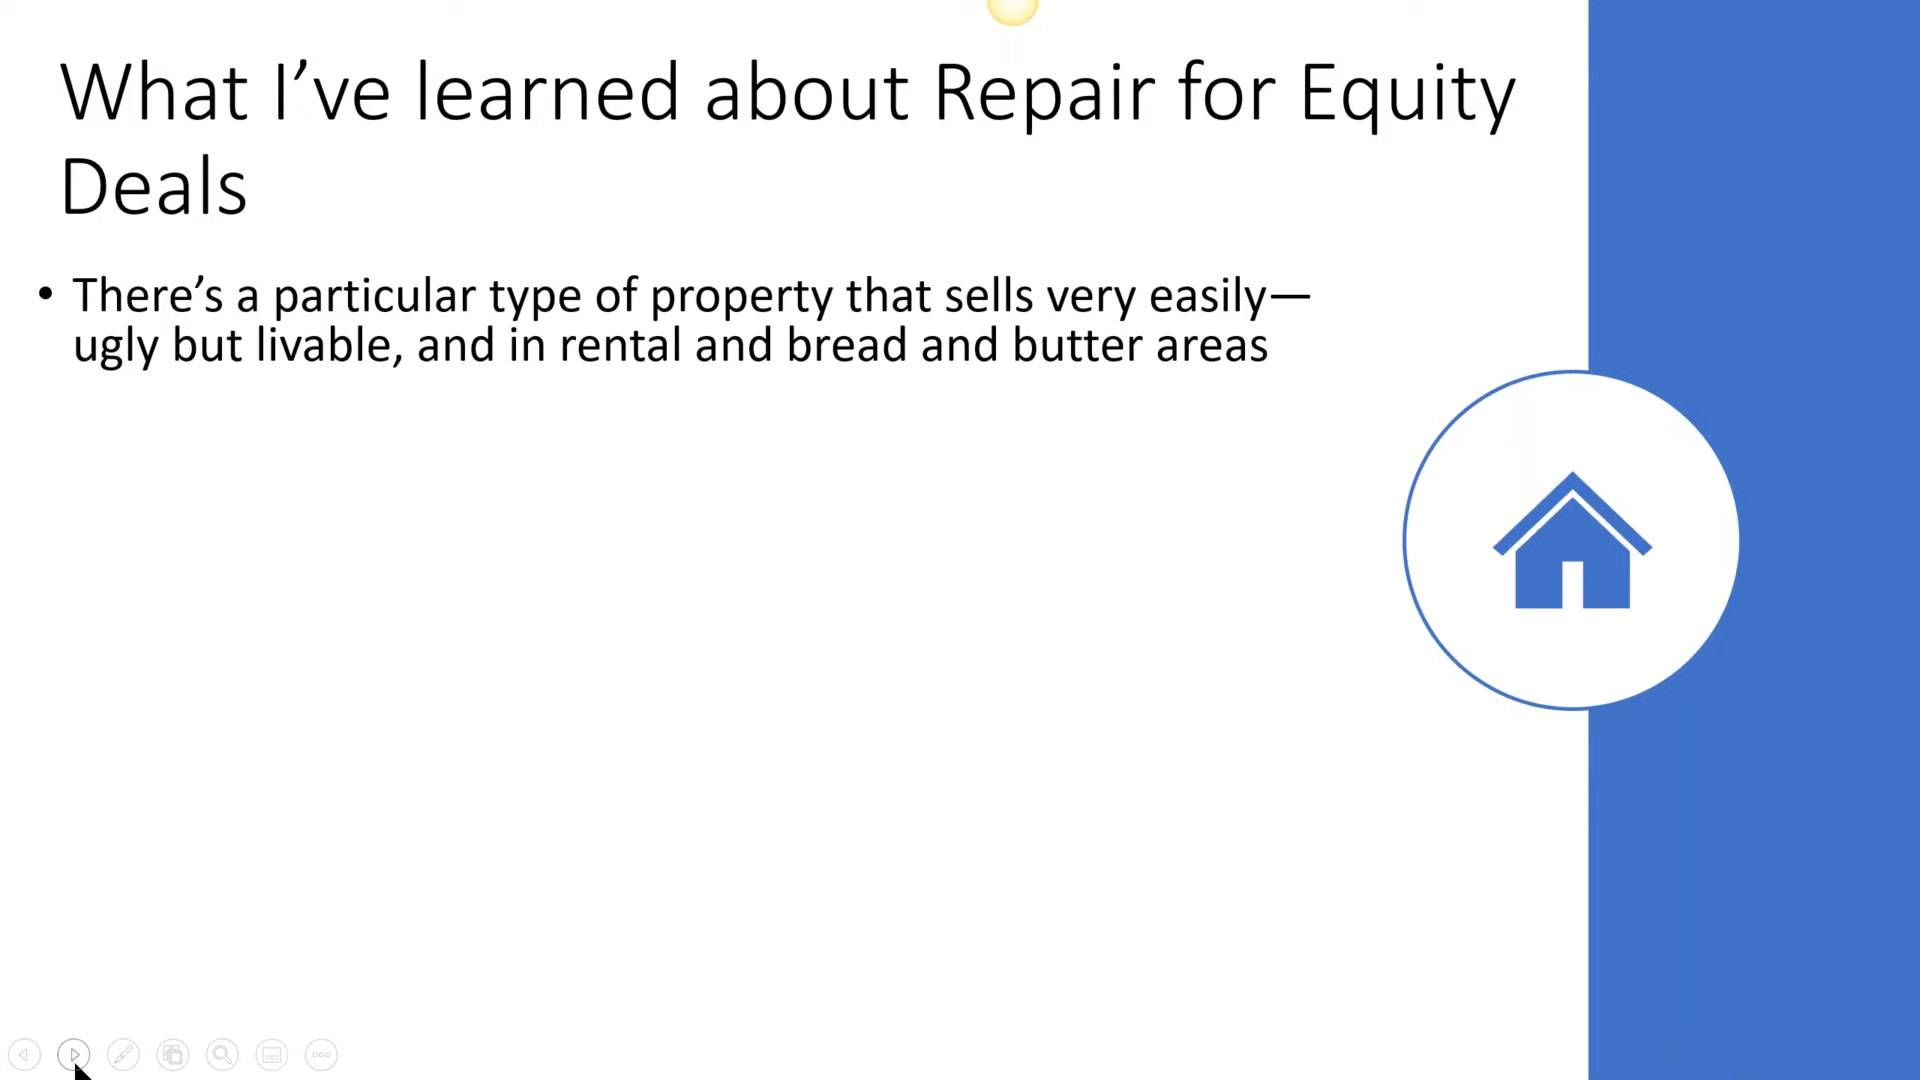 What I’ve learned about Repair for Equity
Deals
• There’s a particular type of property that sells very easily—
ugly but livable, and in rental and bread and butter areas